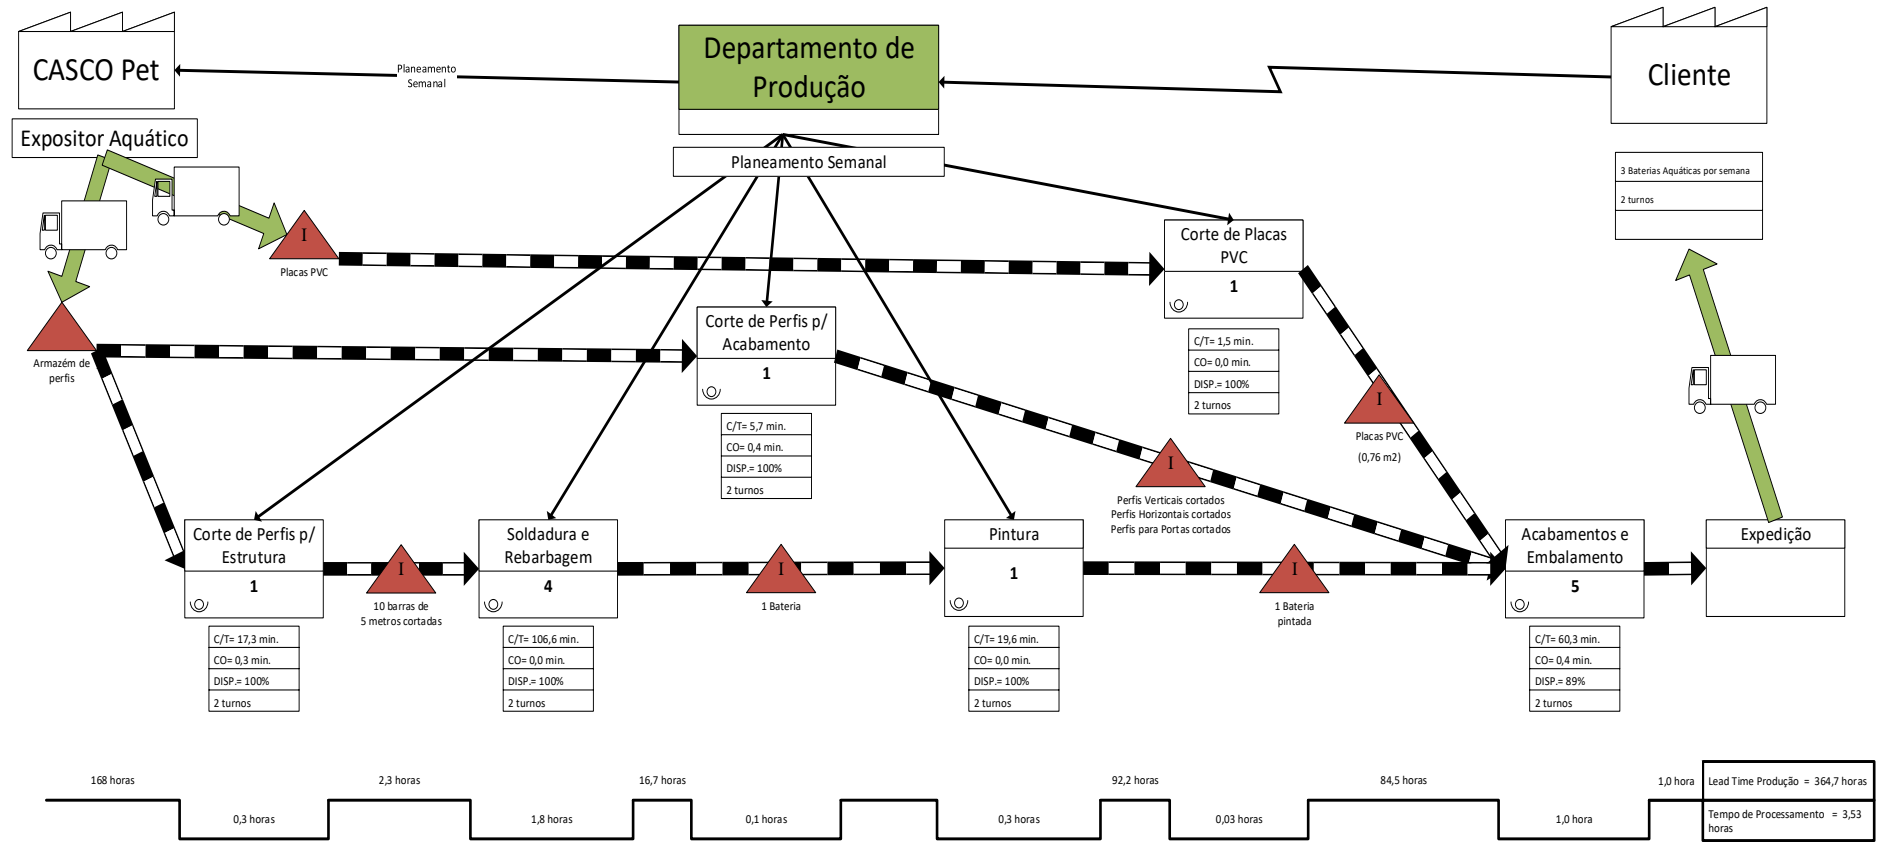 CASCO Pet
Planeamento
Semanal
Departamento de
Produção
Cliente
Expositor Aquático
Planeamento Semanal
3 Baterias Aquáticas por semana
2 turnos
I
Placas PVC
Corte de Placas
PVC
1
C/T= 1,5 min.
CO= 0,0 min.
DISP.= 100%
2 turnos
Armazém de
perfis
Corte de Perfis p/
Acabamento
1
C/T= 5,7 min.
CO= 0,4 min.
DISP.= 100%
2 turnos
I
Placas PVC
(0,76 m2)
I
Perfis Verticais cortados
Perfis Horizontais cortados
Perfis para Portas cortados
Corte de Perfis p/
Estrutura
1
C/T= 17,3 min.
CO= 0,3 min.
DISP.= 100%
2 turnos
I
10 barras de
5 metros cortadas
Soldadura e
Rebarbagem
4
C/T= 106,6 min.
CO= 0,0 min.
DISP.= 100%
2 turnos
I
1 Bateria
Pintura
1
C/T= 19,6 min.
CO= 0,0 min.
DISP.= 100%
2 turnos
I
1 Bateria
pintada
Acabamentos e
Embalamento
5
C/T= 60,3 min.
CO= 0,4 min.
DISP.= 89%
2 turnos
Expedição
168 horas
2,3 horas
16,7 horas
92,2 horas
84,5 horas
1,0 hora
Lead Time Produção = 364,7 horas
0,3 horas
1,8 horas
0,1 horas
0,3 horas
0,03 horas
1,0 hora
Tempo de Processamento = 3,53
horas